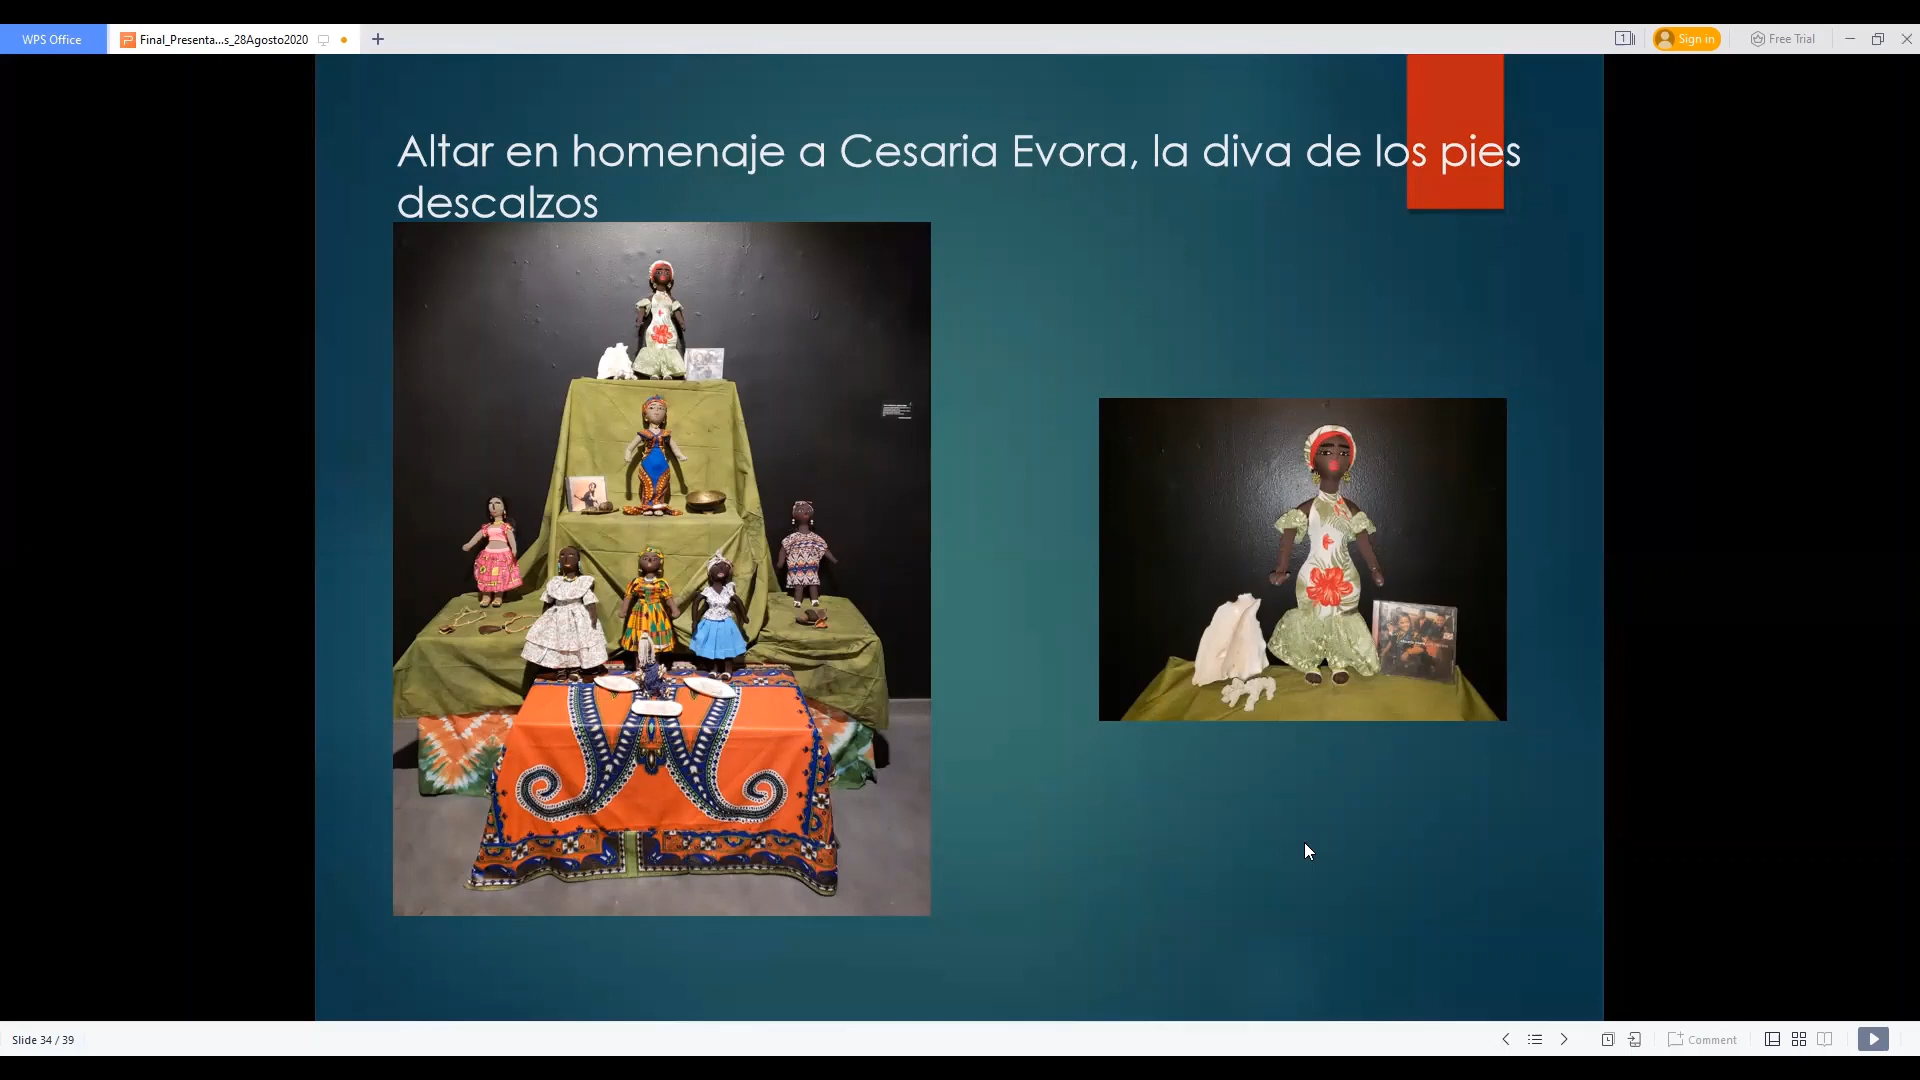 WPS Office
Final_Presenta...s_28Agosto2020
1
Sign in
Free Trial
Altar en homenaje a Cesaria Evora, la diva de los pies
descalzos
Slide 34 / 39
Comment